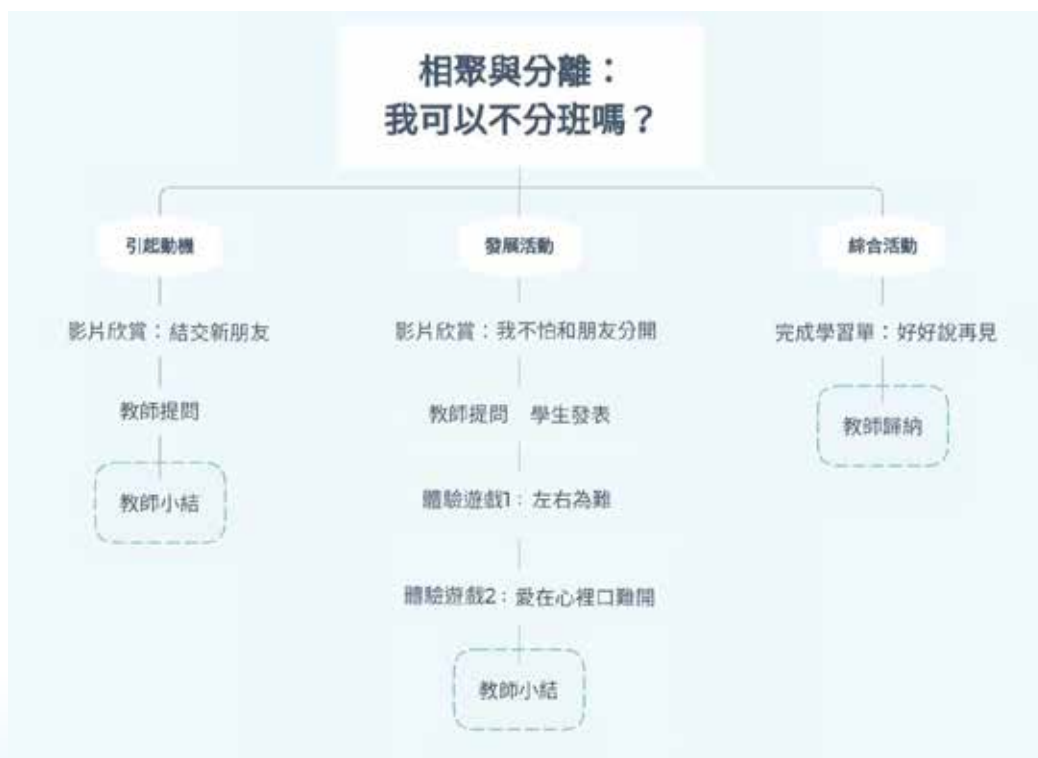 相聚與分離：
我可以不分班嗎？
引起動機
影片欣賞：結交新朋友
教師提問
教師小結
發展活動
影片欣賞：我不怕和朋友分開
教師提問 學生發表
體驗遊戲1：左右為難
體驗遊戲2：愛在心裡口難開
教師小結
綜合活動
完成學習單：好好說再見
教師歸納